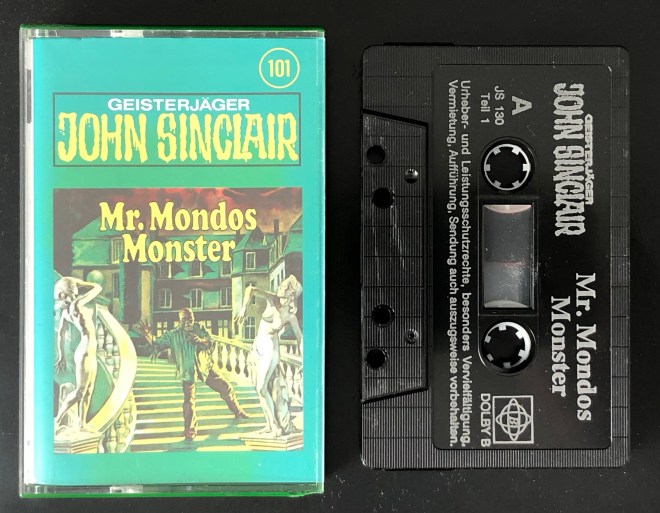 101
GEISTERJÄGER
JOHN SINCLAIR
Mr. Mondos
Monster
GEISTERJÄGER
JOHN SINCLAIR
Mr. Mondos
Monster
A
JS 130
Teil 1
DOLBY B
Urheber- und Leistungsschutzrechte, besonders Vervielfältigung,
Vermietung, Aufführung, Sendung auch auszugsweise vorbehalten.